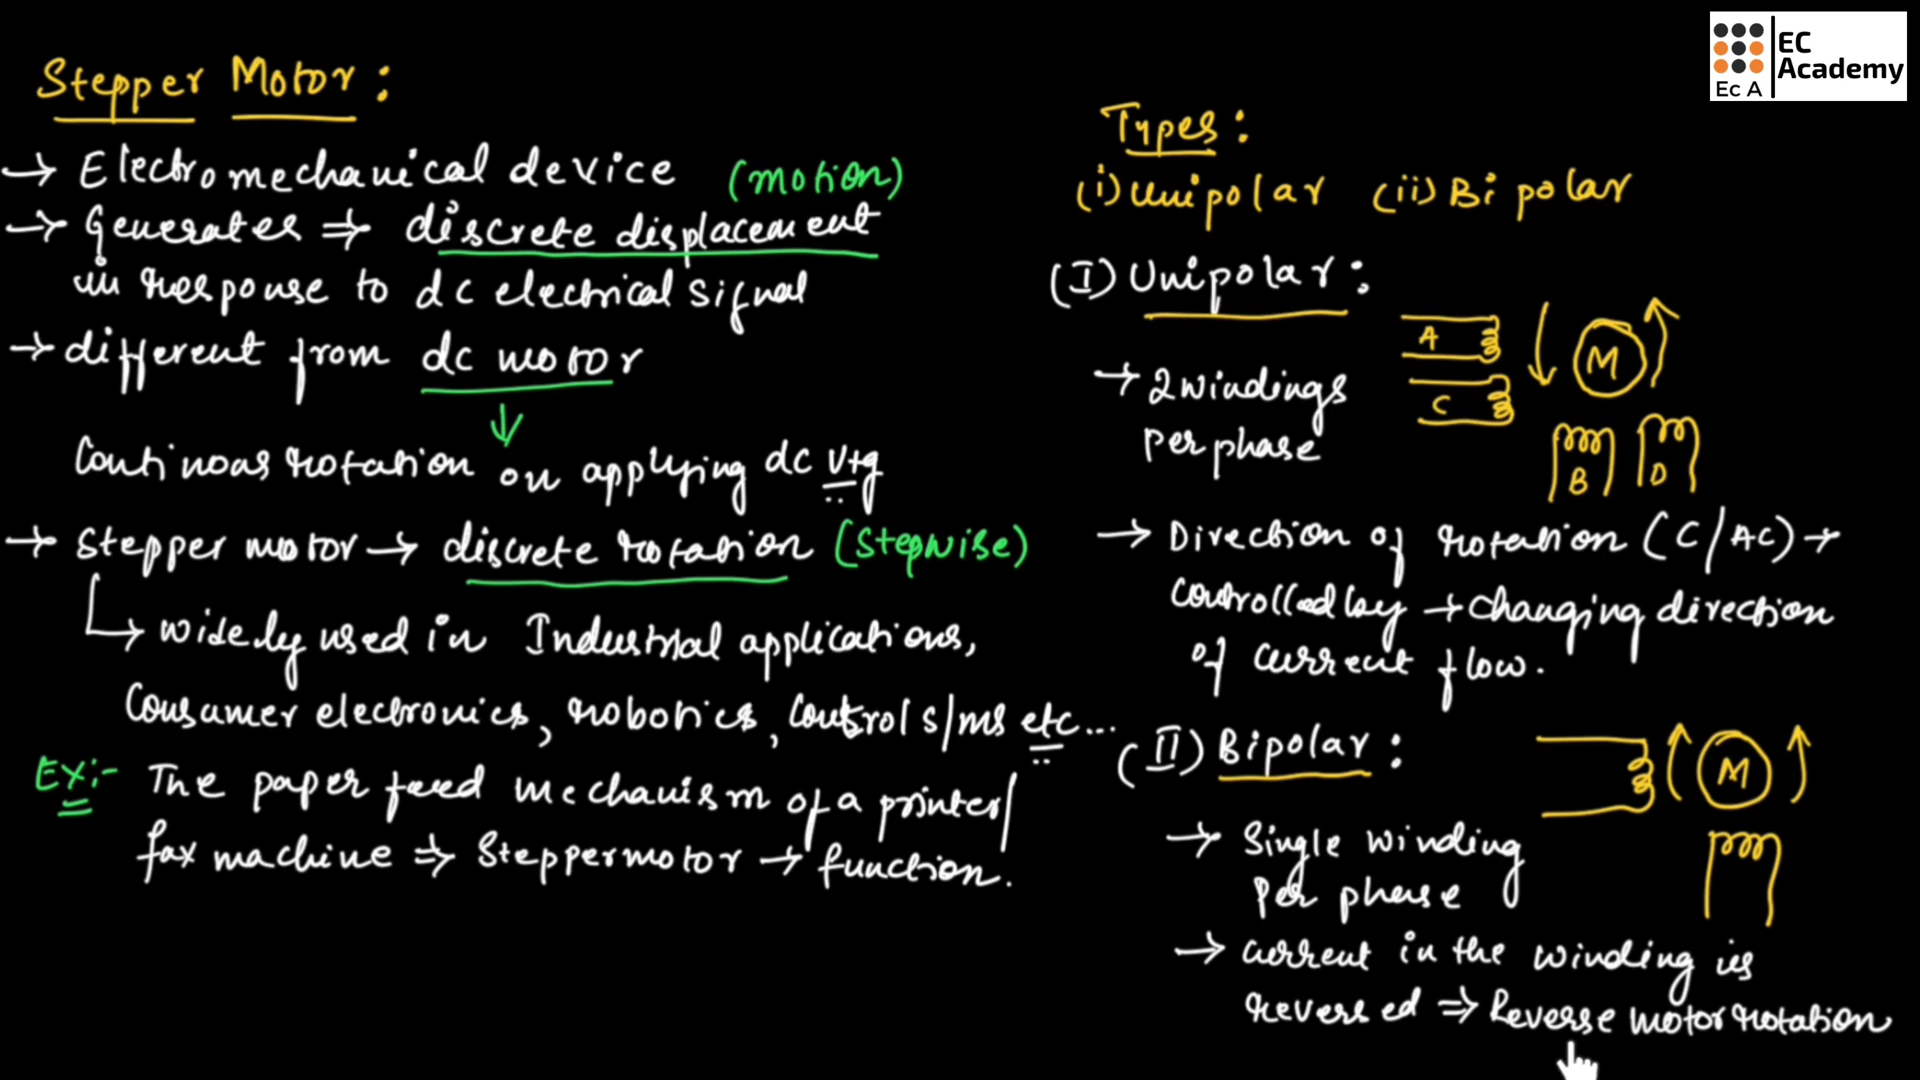 Stepper Motor:
→ Electromechanical device (motion)
→ Generates ⇒ discrete displacement
in response to dc electrical signal
→ different from dc motor
↓
Continous rotation on applying dc vtg
→ Stepper motor → discrete rotation (Stepwise)
↳ widely used in Industrial applications,
Consumer electronics, robotics, control s/ms etc...
Ex:- The paper feed mechanism of a printer/
fax machine ⇒ Stepper motor → function.
EC
Academy
Ec A
Types:
(i) Unipolar (ii) Bipolar
(I) Unipolar:
A
C
M
B
D
→ 2 windings
per phase
→ Direction of rotation (C/AC) →
Controlled by → changing direction
of current flow.
(II) Bipolar:
M
→ Single winding
Per phase
→ current in the winding is
reversed ⇒ Reverse motor rotation